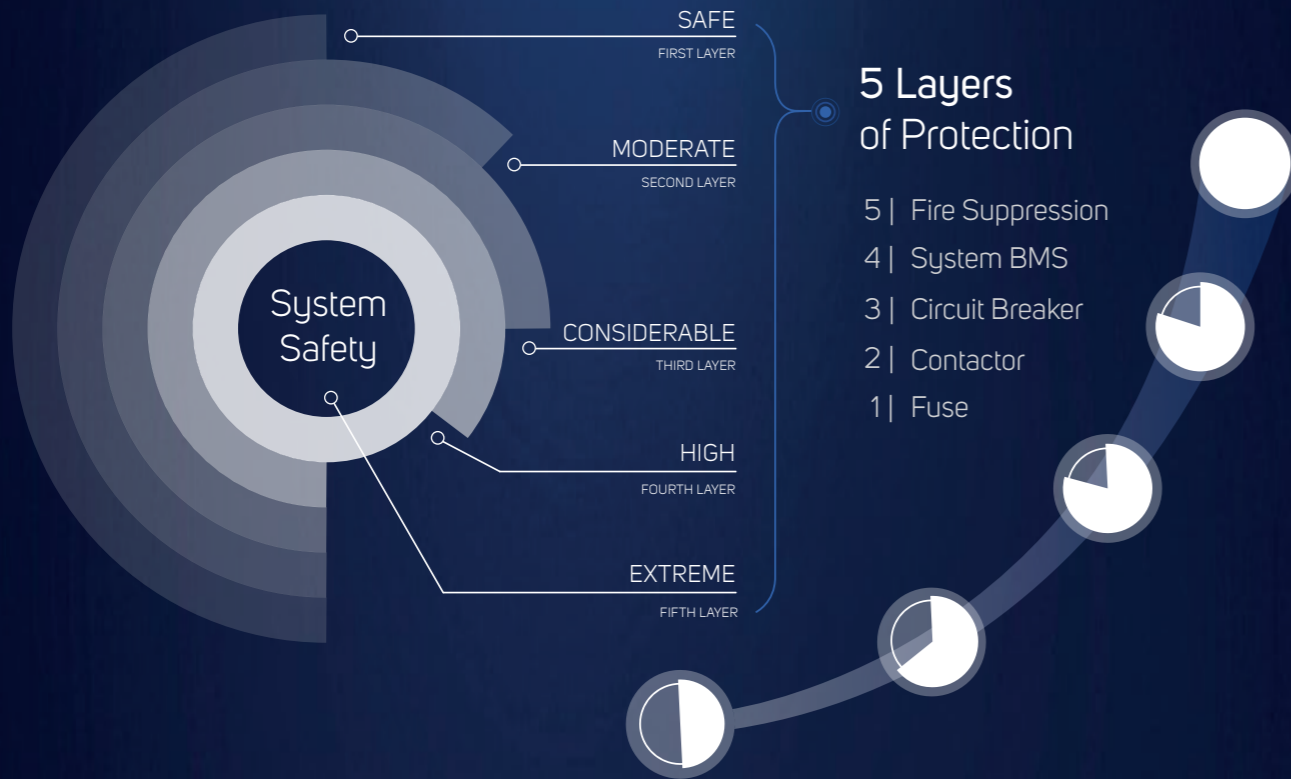 System
Safety
SAFE
FIRST LAYER
MODERATE
SECOND LAYER
CONSIDERABLE
THIRD LAYER
HIGH
FOURTH LAYER
EXTREME
FIFTH LAYER
5 Layers
of Protection
5 | Fire Suppression
4 | System BMS
3 | Circuit Breaker
2 | Contactor
1 | Fuse